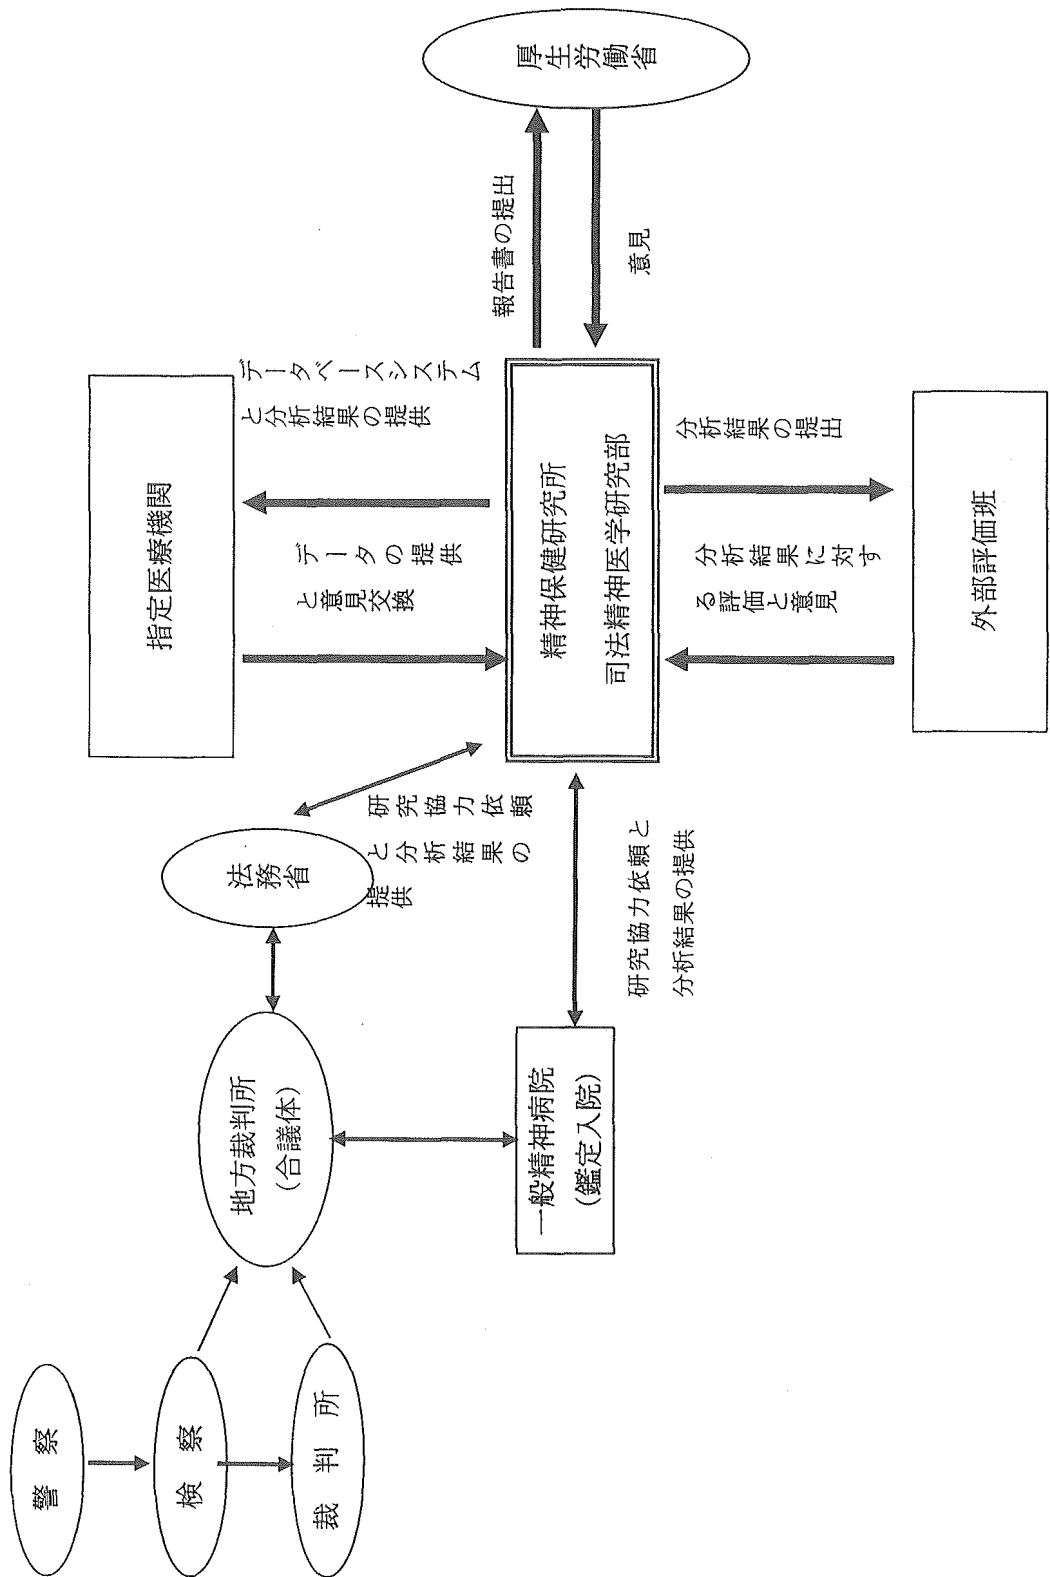 警察
検察
裁判所
地方裁判所
（合議体）
法務省
一般精神病院
（鑑定入院）
研究協力依頼
と分析結果の
提供
研究協力依頼と
分析結果の提供
指定医療機関
データの提供
と意見交換
データベースシステム
と分析結果の提供
精神保健研究所
司法精神医学研究部
分析結果に対す
る評価と意見
分析結果の提出
外部評価班
報告書の提出
意見
厚生労働省